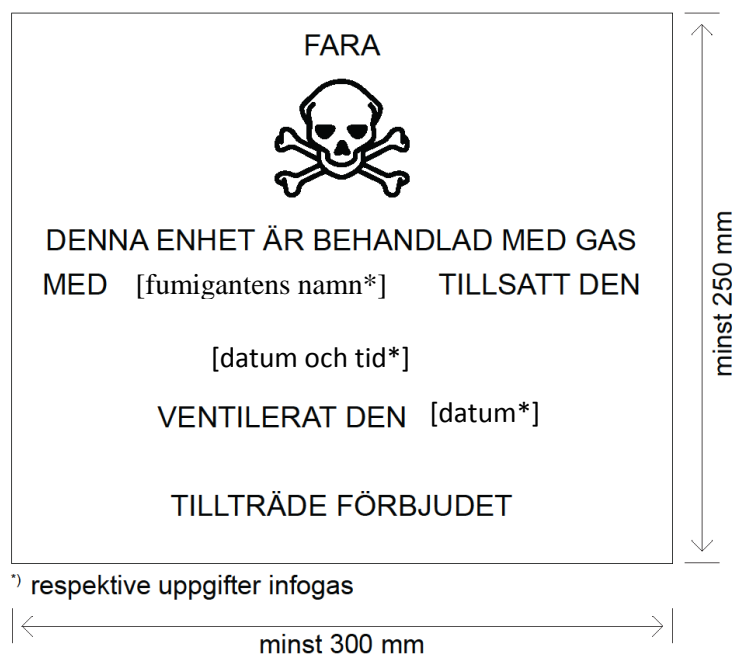 FARA
DENNA ENHET ÄR BEHANDLAD MED GAS
MED [fumigantens namn*] TILLSATT DEN
[datum och tid*]
VENTILERAT DEN [datum*]
TILLTRÄDE FÖRBJUDET
minst 250 mm
*) respektive uppgifter infogas
minst 300 mm